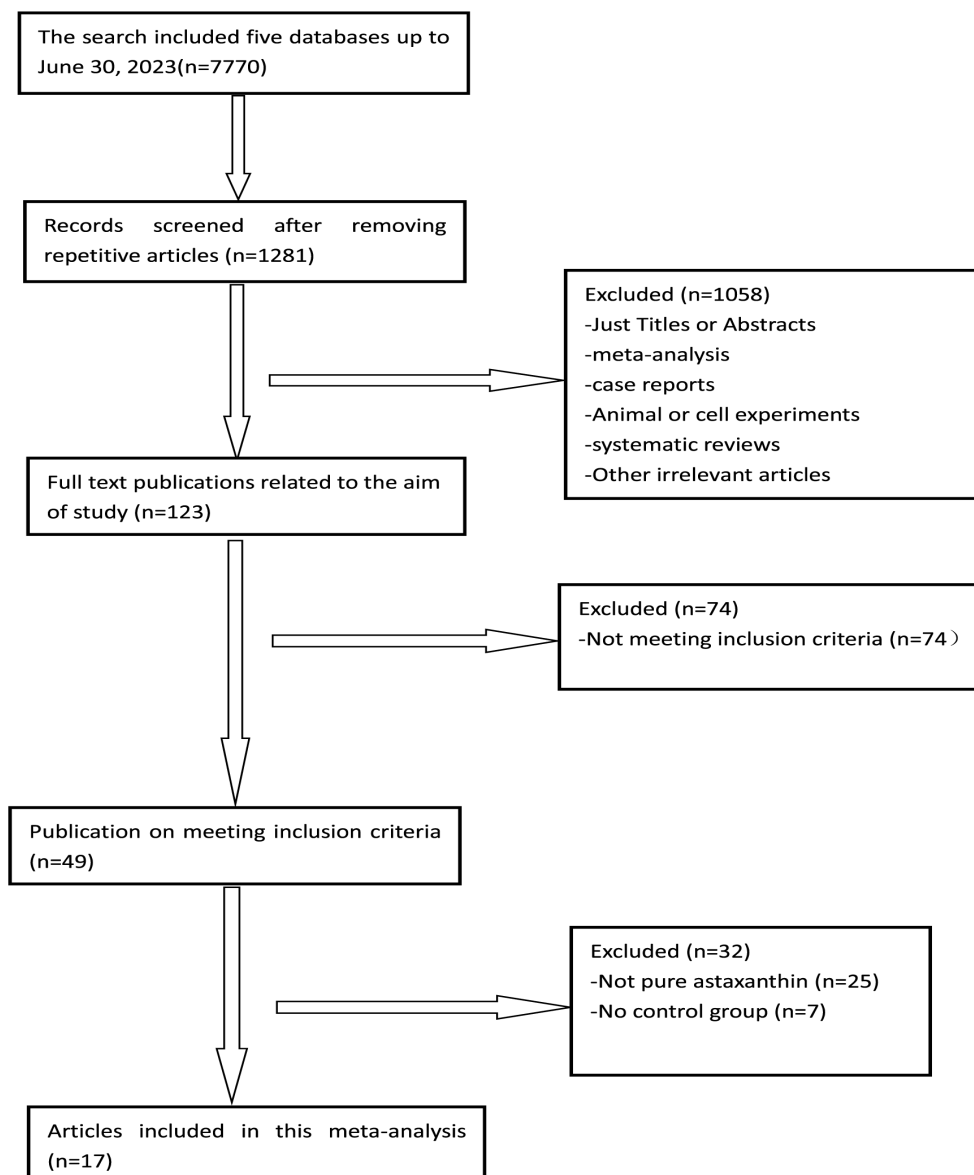 The search included five databases up to
June 30, 2023(n=7770)
Records screened after removing
repetitive articles (n=1281)
Excluded (n=1058)
-Just Titles or Abstracts
-meta-analysis
-case reports
-Animal or cell experiments
-systematic reviews
-Other irrelevant articles
Full text publications related to the aim
of study (n=123)
Excluded (n=74)
-Not meeting inclusion criteria (n=74）
Publication on meeting inclusion criteria
(n=49)
Excluded (n=32)
-Not pure astaxanthin (n=25)
-No control group (n=7)
Articles included in this meta-analysis
(n=17)